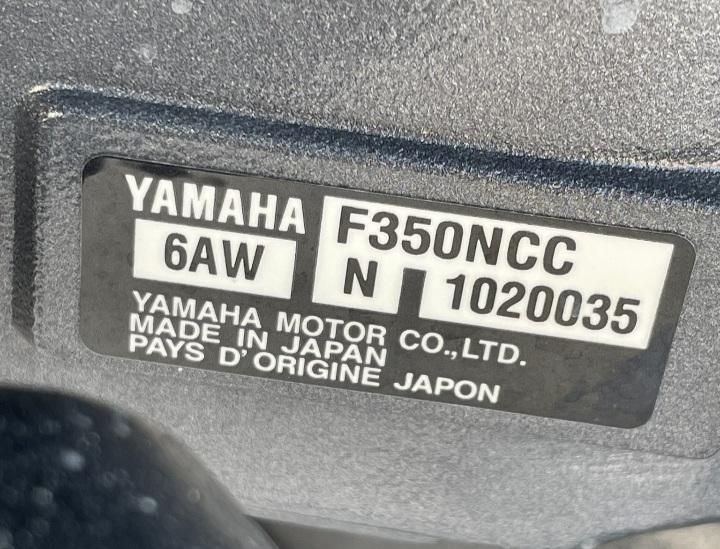 YAMAHA F350NCC
6AW N 1020035
YAMAHA MOTOR CO.,LTD.
MADE IN JAPAN
PAYS D'ORIGINE JAPON